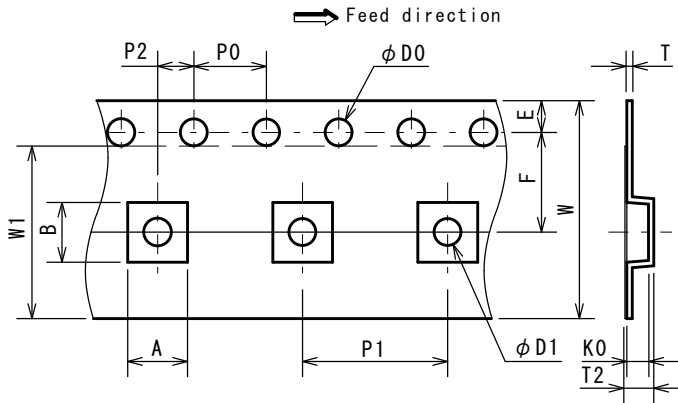 Feed direction
P2 P0 φD0 T
E
F
W
W1
B
A P1 φD1 K0
T2